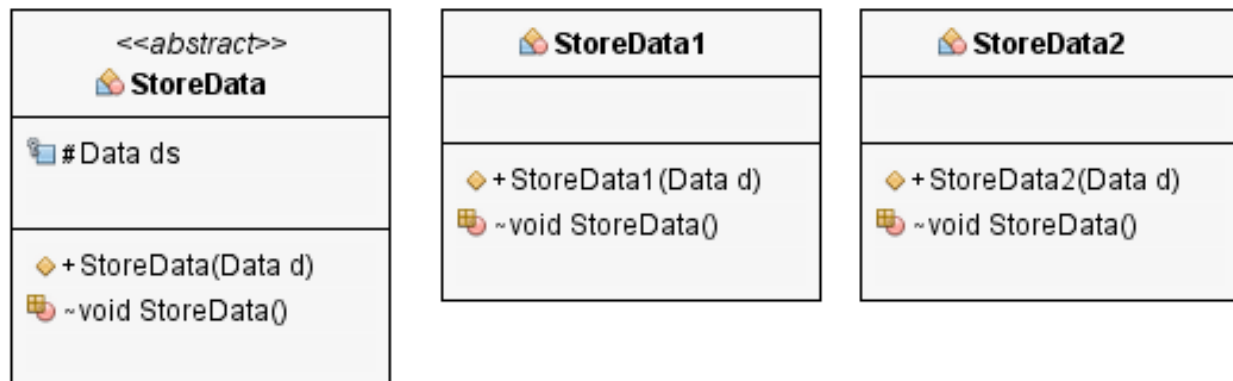 <<abstract>>
StoreData
#Data ds
+StoreData(Data d)
~void StoreData()
StoreData1
+StoreData1(Data d)
~void StoreData()
StoreData2
+StoreData2(Data d)
~void StoreData()